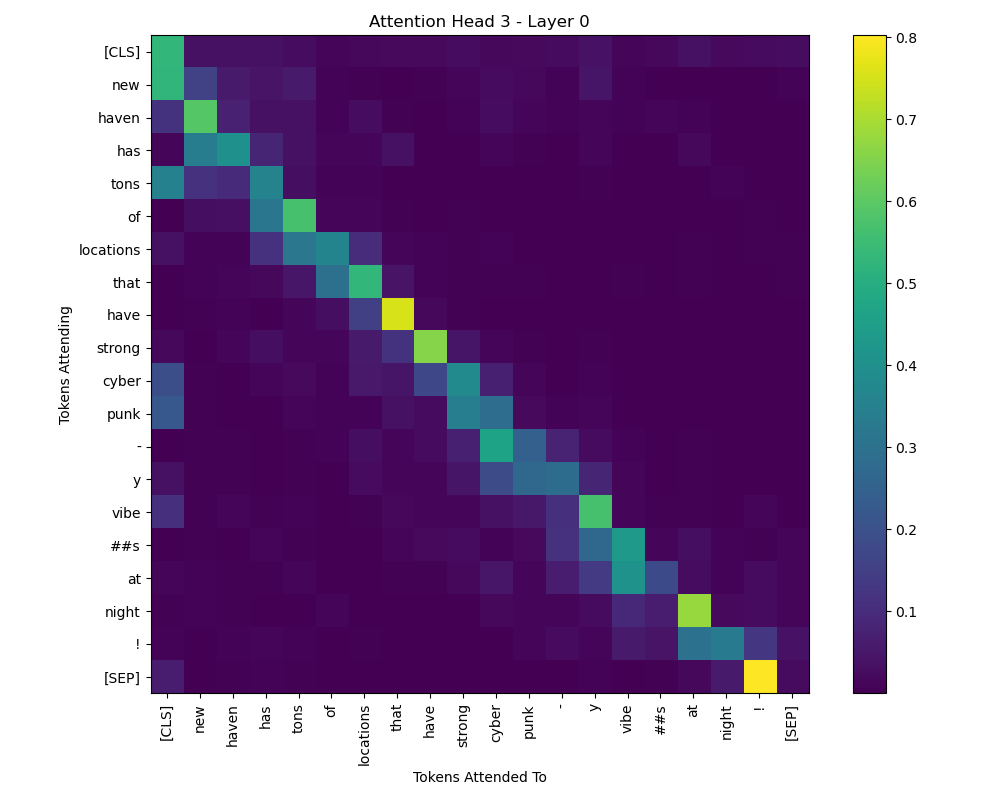 Attention Head 3 - Layer 0
Tokens Attending
[CLS]
new
haven
has
tons
of
locations
that
have
strong
cyber
punk
-
y
vibe
##s
at
night
!
[SEP]
[CLS]
new
haven
has
tons
of
locations
that
have
strong
cyber
punk
-
y
vibe
##s
at
night
!
[SEP]
Tokens Attended To
0.8
0.7
0.6
0.5
0.4
0.3
0.2
0.1